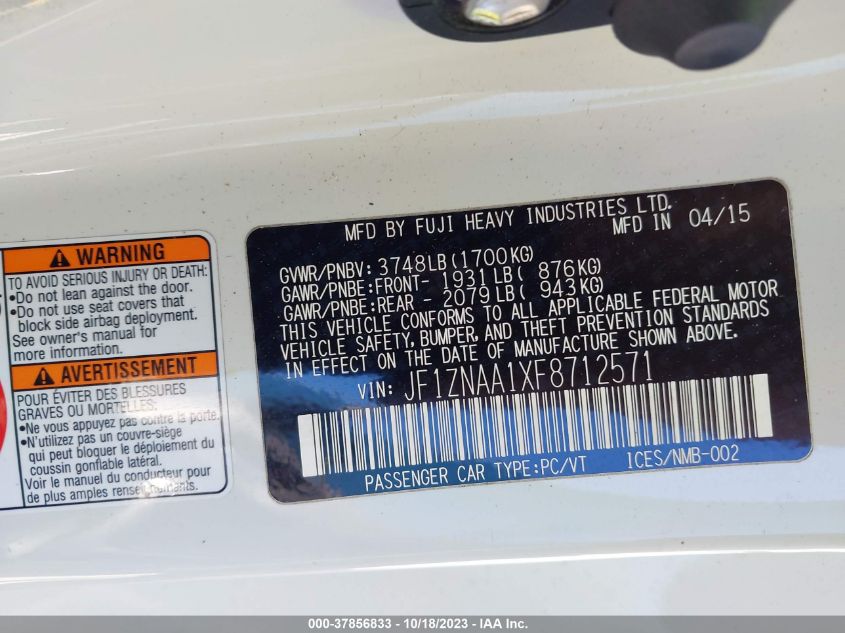 MFD BY FUJI HEAVY INDUSTRIES LTD.
MFD IN 04/15
GVWR/PNBV: 3748LB(1700KG)
GAWR/PNBE:FRONT- 1931LB( 876KG)
GAWR/PNBE:REAR - 2079LB( 943KG)
THIS VEHICLE CONFORMS TO ALL APPLICABLE FEDERAL MOTOR
VEHICLE SAFETY, BUMPER, AND THEFT PREVENTION STANDARDS
IN EFFECT ON THE DATE OF MANUFACTURE SHOWN ABOVE.
VIN: JF1ZNAA1XF8712571
PASSENGER CAR TYPE:PC/VT ICES/NMB-002
WARNING
TO AVOID SERIOUS INJURY OR DEATH:
•Do not lean against the door.
•Do not use seat covers that
block side airbag deployment.
See owner's manual for
more information.
AVERTISSEMENT
POUR ÉVITER DES BLESSURES
GRAVES OU MORTELLES:
•Ne vous appuyez pas contre la porte.
•N'utilizez pas un couvre-siège
qui peut bloquer le déploiement du
coussin gonflable latéral.
Voir le manuel du conducteur pour
de plus amples renseignements.
000-37856833 - 10/18/2023 - IAA Inc.